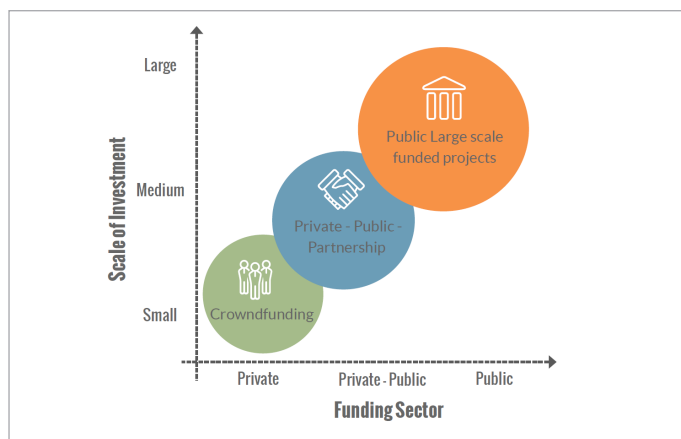 Large
Public Large scale
funded projects
Scale of Investment
Medium
Private - Public -
Partnership
Small
Crowndfunding
Private
Private - Public
Public
Funding Sector